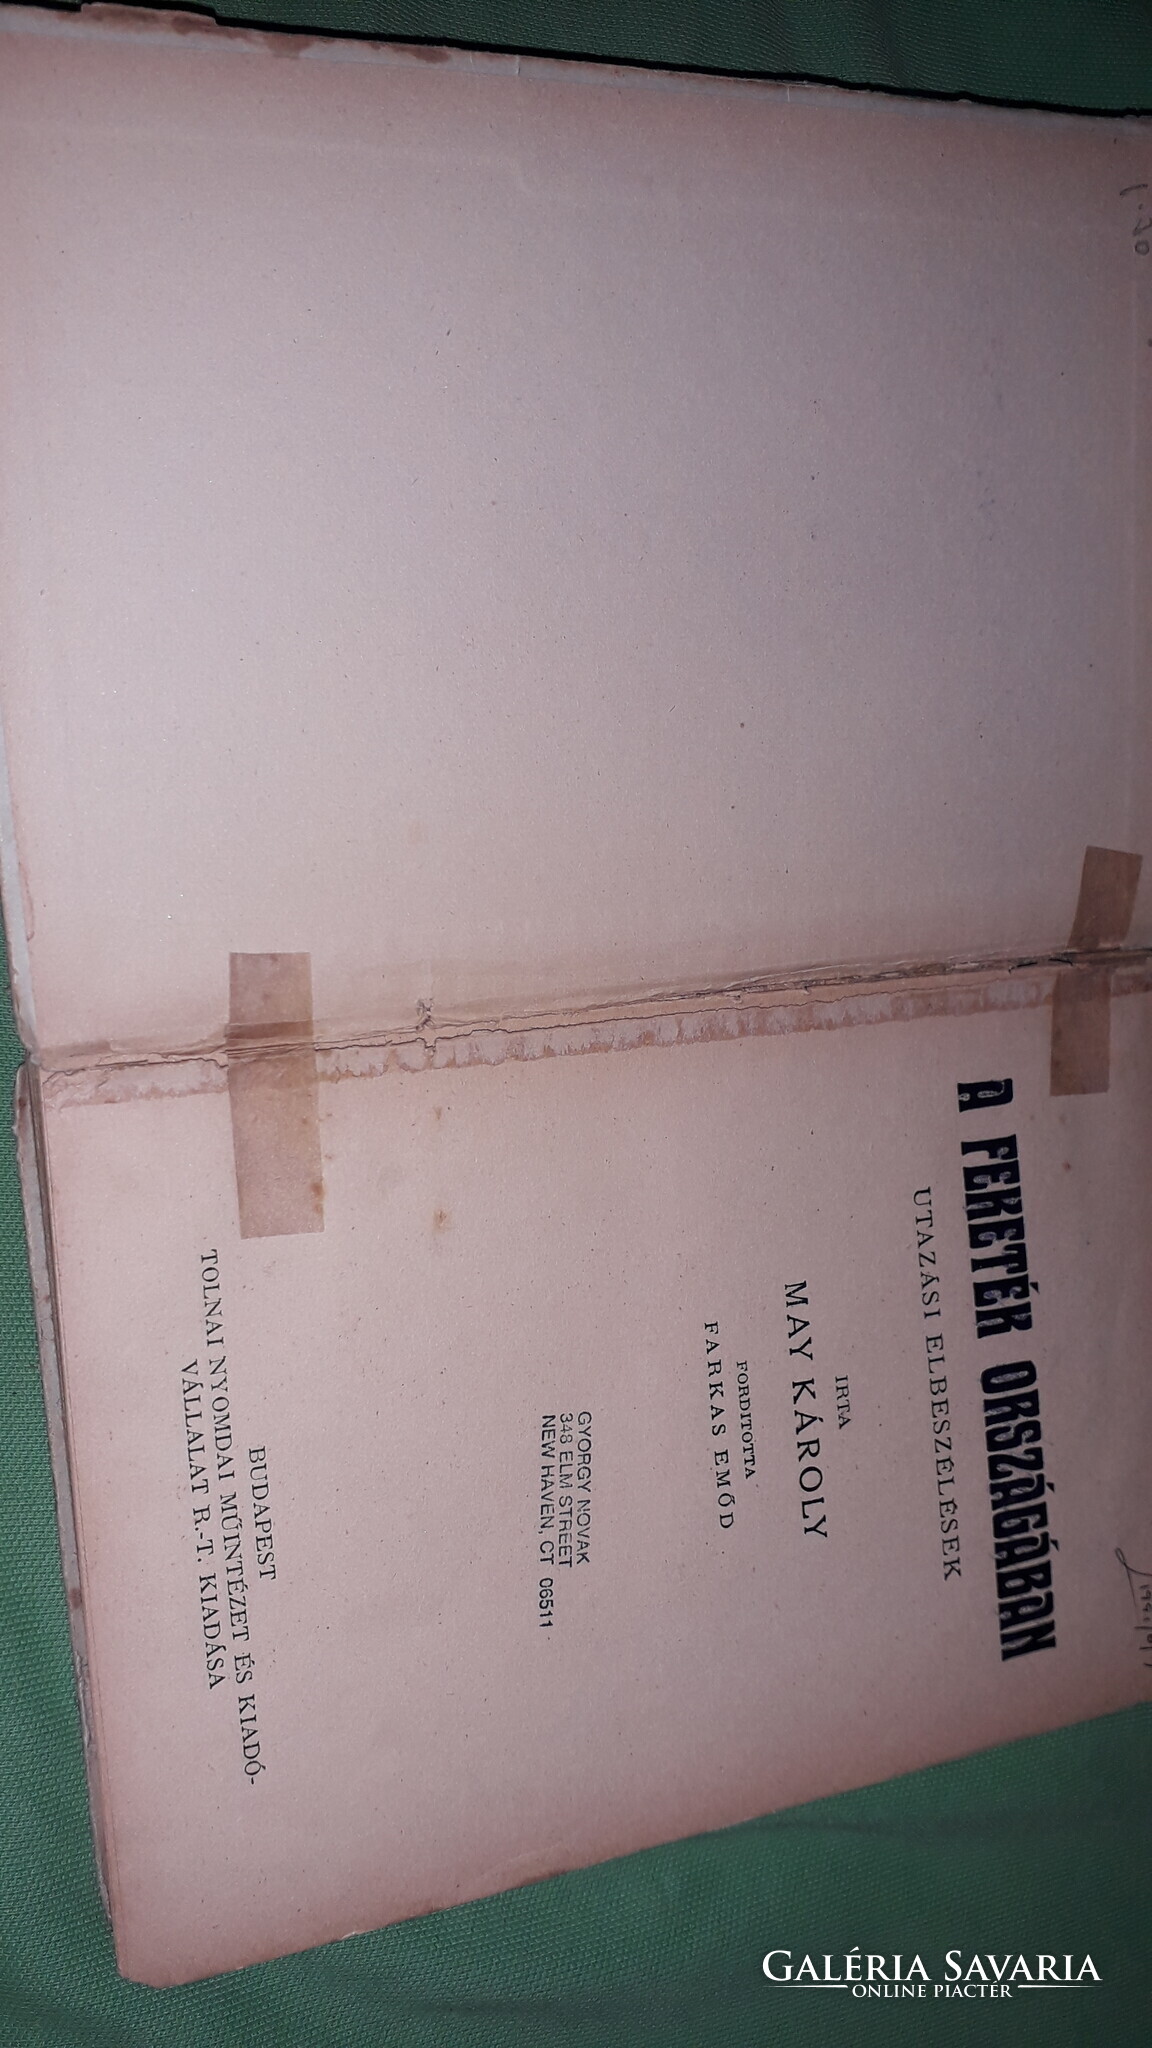 A FEKETÉK ORSZÁGÁBAN
UTAZÁSI ELBESZÉLÉSEK
IRTA
MAY KÁROLY
FORDITOTTA
FARKAS EMŐD
GYORGY NOVAK
348 ELM STREET
NEW HAVEN, CT 06511
BUDAPEST
TOLNAI NYOMDAI MŰINTÉZET ÉS KIADÓ-
VÁLLALAT R.-T. KIADÁSA
GALÉRIA SAVARIA
ONLINE PIACTÉR